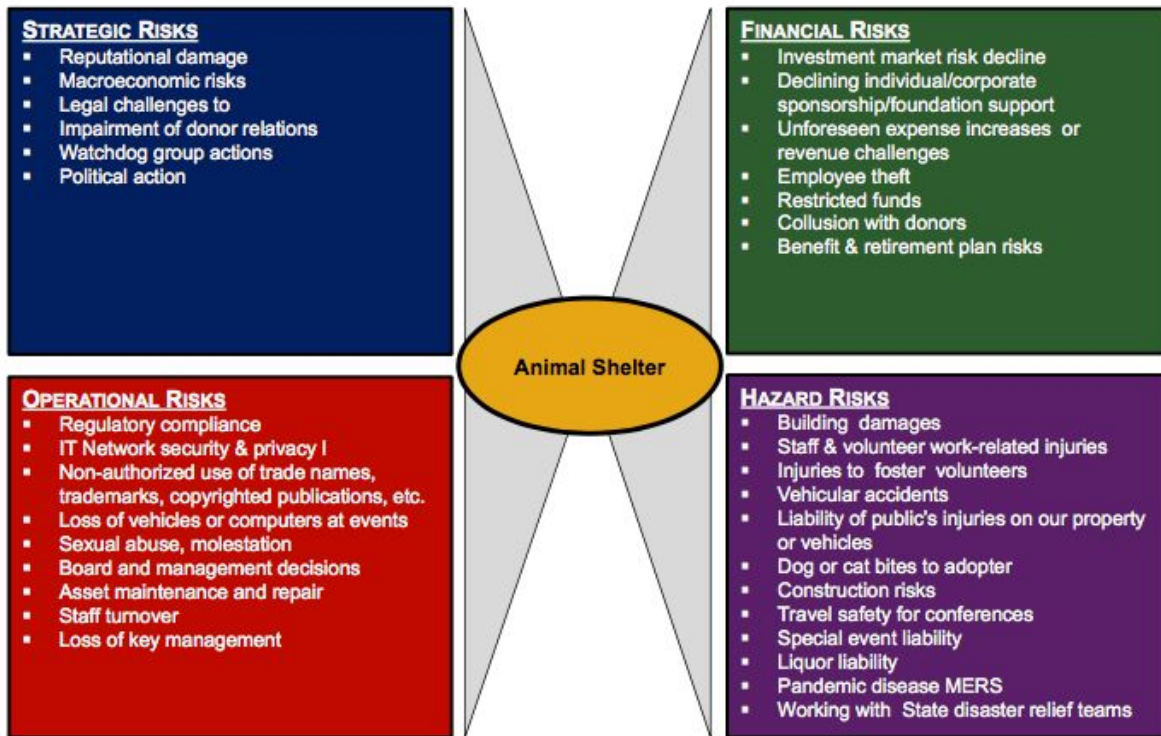 STRATEGIC RISKS
▪ Reputational damage
▪ Macroeconomic risks
▪ Legal challenges to
▪ Impairment of donor relations
▪ Watchdog group actions
▪ Political action
FINANCIAL RISKS
▪ Investment market risk decline
▪ Declining individual/corporate
sponsorship/foundation support
▪ Unforeseen expense increases or
revenue challenges
▪ Employee theft
▪ Restricted funds
▪ Collusion with donors
▪ Benefit & retirement plan risks
Animal Shelter
OPERATIONAL RISKS
▪ Regulatory compliance
▪ IT Network security & privacy I
▪ Non-authorized use of trade names,
trademarks, copyrighted publications, etc.
▪ Loss of vehicles or computers at events
▪ Sexual abuse, molestation
▪ Board and management decisions
▪ Asset maintenance and repair
▪ Staff turnover
▪ Loss of key management
HAZARD RISKS
▪ Building damages
▪ Staff & volunteer work-related injuries
▪ Injuries to foster volunteers
▪ Vehicular accidents
▪ Liability of public's injuries on our property
or vehicles
▪ Dog or cat bites to adopter
▪ Construction risks
▪ Travel safety for conferences
▪ Special event liability
▪ Liquor liability
▪ Pandemic disease MERS
▪ Working with State disaster relief teams